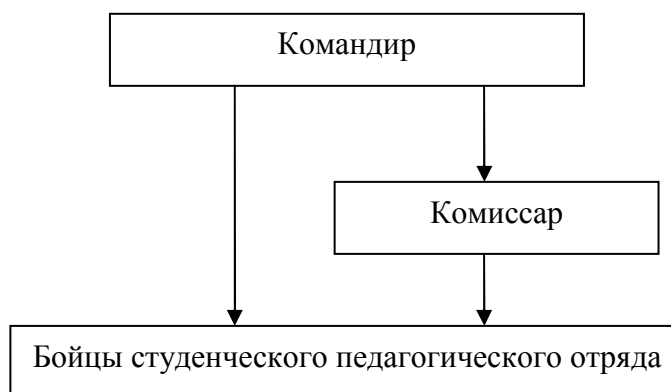 Командир
Комиссар
Бойцы студенческого педагогического отряда